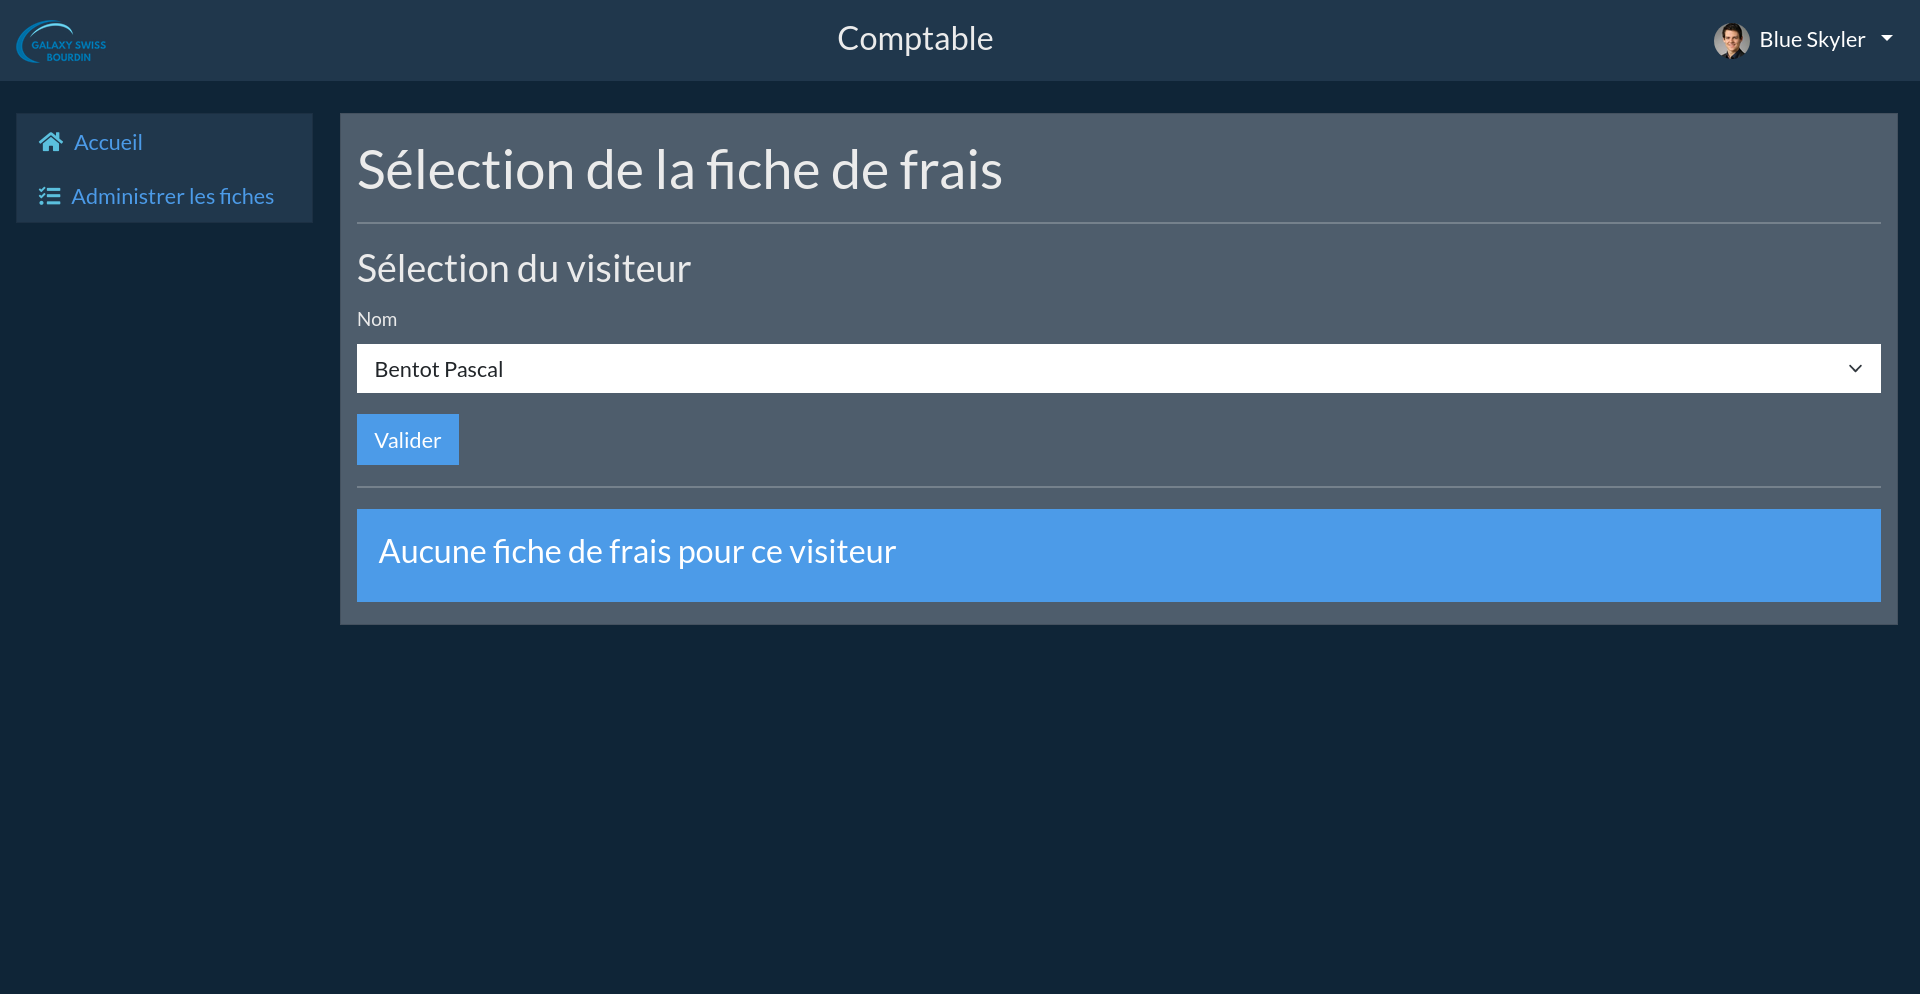 GALAXY SWISS
BOURDIN
Comptable
Blue Skyler
Accueil
Administrer les fiches
Sélection de la fiche de frais
Sélection du visiteur
Nom
Bentot Pascal
Valider
Aucune fiche de frais pour ce visiteur